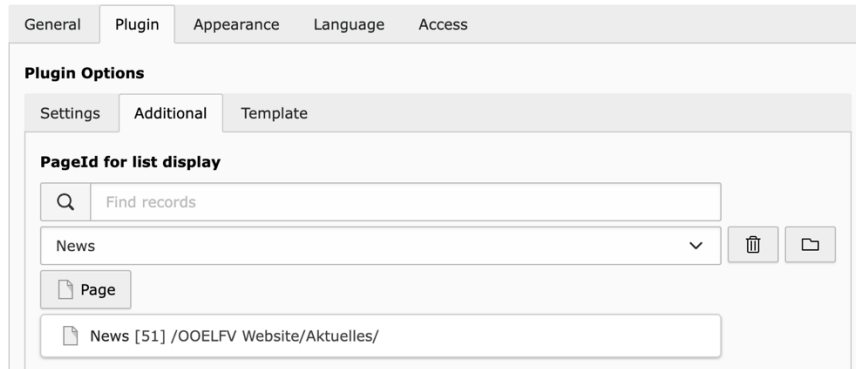 General Plugin Appearance Language Access
Plugin Options
Settings Additional Template
PageId for list display
Find records
News
Page
News [51] /OOELFV Website/Aktuelles/